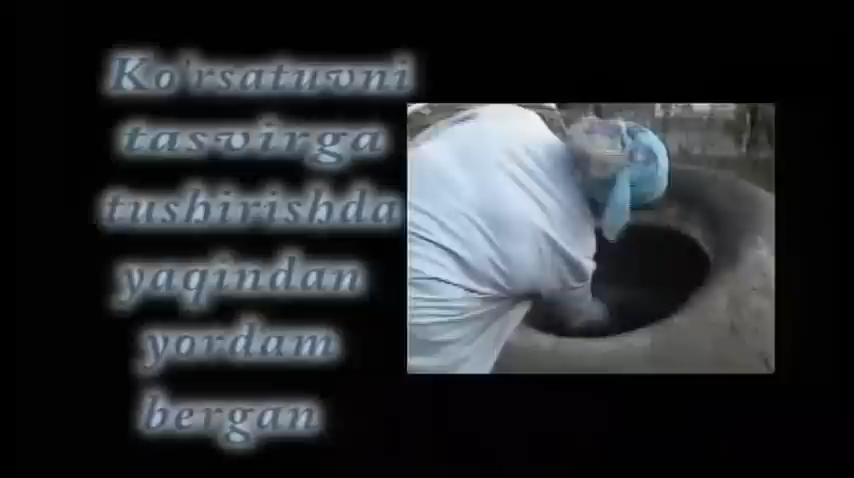 Ko'rsatuvni
tasvirga
tushirishda
yaqindan
yordam
bergan